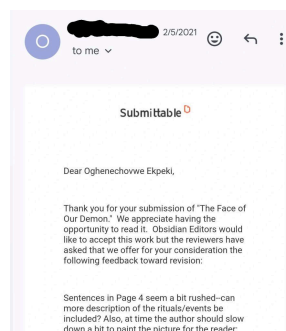 O
2/5/2021
to me
Submittable
Dear Oghenechovwe Ekpeki,
Thank you for your submission of "The Face of
Our Demon." We appreciate having the
opportunity to read it. Obsidian Editors would
like to accept this work but the reviewers have
asked that we offer for your consideration the
following feedback toward revision:
Sentences in Page 4 seem a bit rushed--can
more description of the rituals/events be
included? Also, at time the author should slow
down a bit to paint the picture for the reader;